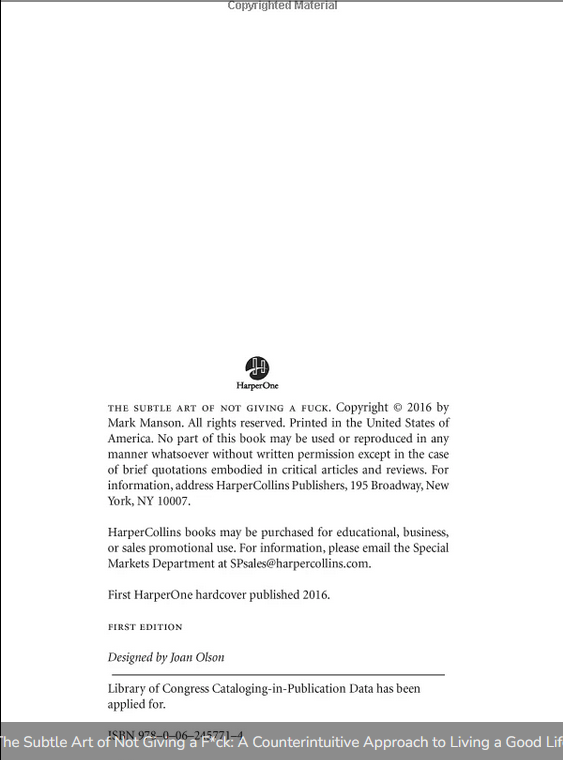 Copyrighted Material
HarperOne
THE SUBTLE ART OF NOT GIVING A FUCK. Copyright © 2016 by
Mark Manson. All rights reserved. Printed in the United States of
America. No part of this book may be used or reproduced in any
manner whatsoever without written permission except in the case
of brief quotations embodied in critical articles and reviews. For
information, address HarperCollins Publishers, 195 Broadway, New
York, NY 10007.
HarperCollins books may be purchased for educational, business,
or sales promotional use. For information, please email the Special
Markets Department at SPsales@harpercollins.com.
First HarperOne hardcover published 2016.
FIRST EDITION
Designed by Joan Olson
Library of Congress Cataloging-in-Publication Data has been
applied for.
ISBN 978–0–06–245771–4
The Subtle Art of Not Giving a F*ck: A Counterintuitive Approach to Living a Good Lif